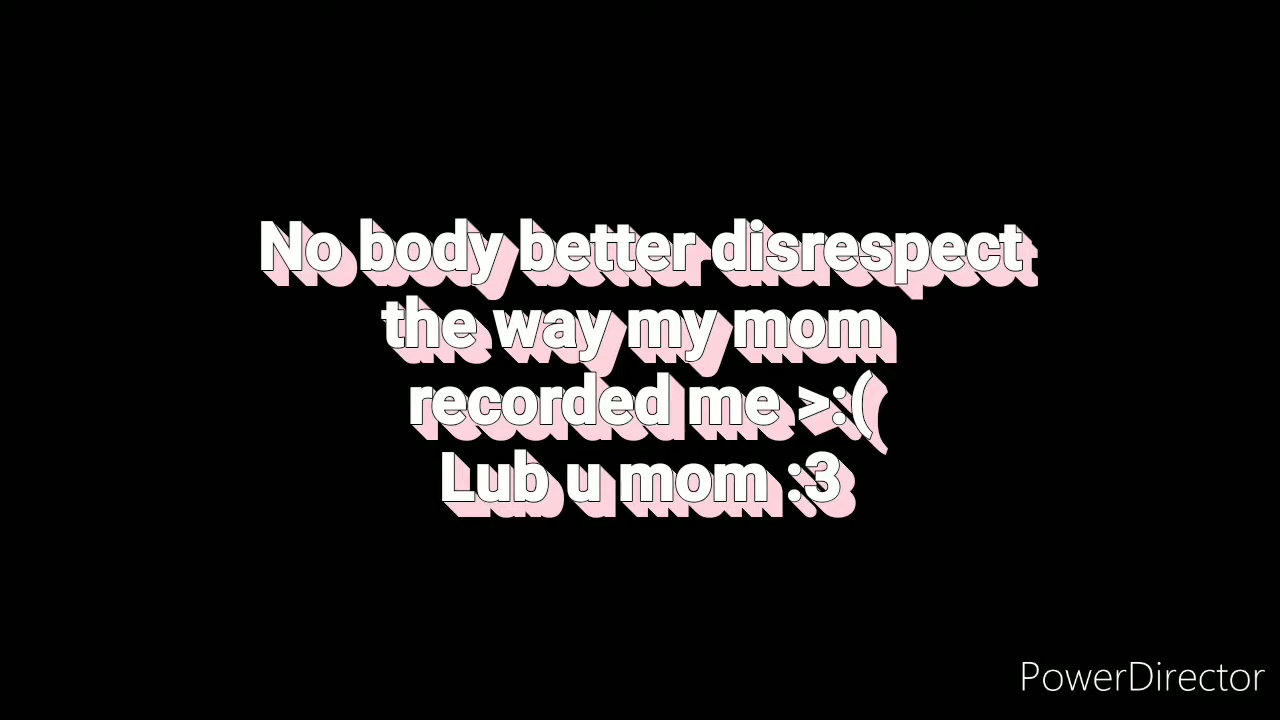 No body better disrespect
the way my mom
recorded me >:(
Lub u mom :3
PowerDirector